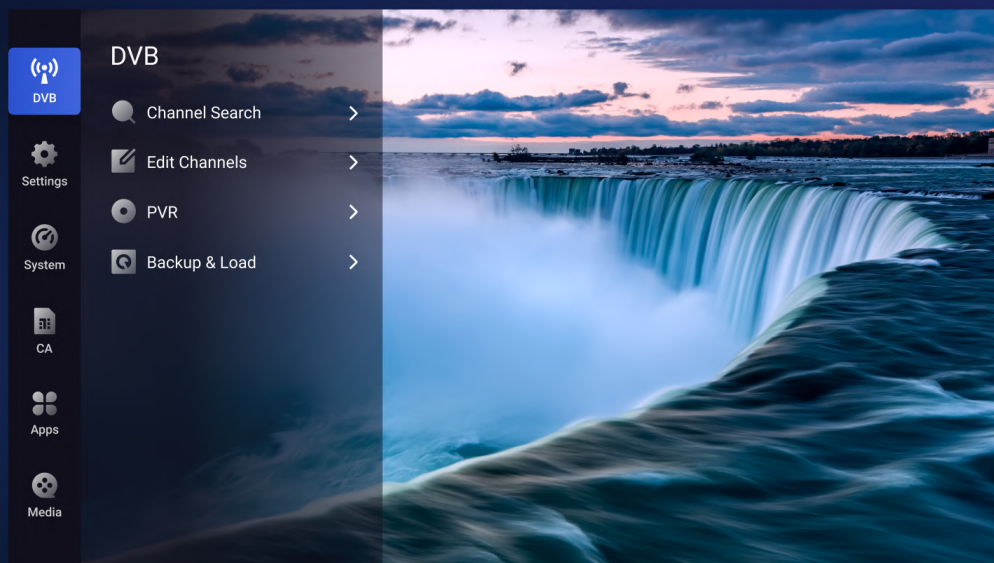 DVB
Settings
System
CA
Apps
Media
DVB
Channel Search
Edit Channels
PVR
Backup & Load